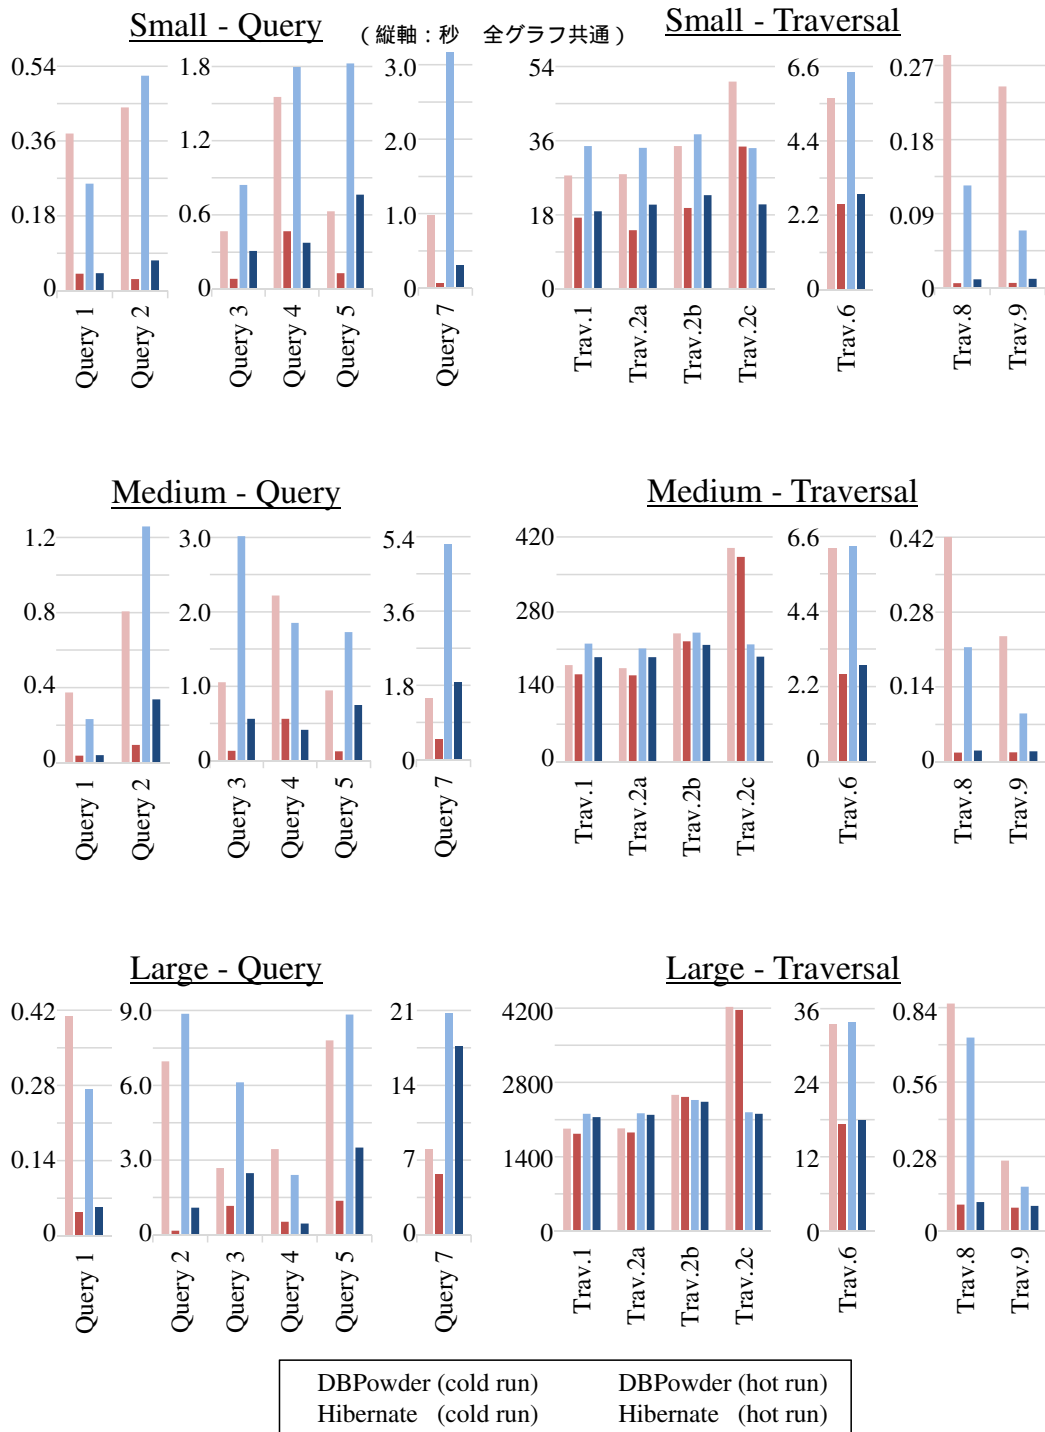 Small - Query
（縦軸：秒　全グラフ共通）
Small - Traversal
0.54
0.36
0.18
0
Query 1
Query 2
1.8
1.2
0.6
0
Query 3
Query 4
Query 5
3.0
2.0
1.0
0
Query 7
54
36
18
0
Trav.1
Trav.2a
Trav.2b
Trav.2c
6.6
4.4
2.2
0
Trav.6
0.27
0.18
0.09
0
Trav.8
Trav.9
Medium - Query
Medium - Traversal
1.2
0.8
0.4
0
Query 1
Query 2
3.0
2.0
1.0
0
Query 3
Query 4
Query 5
5.4
3.6
1.8
0
Query 7
420
280
140
0
Trav.1
Trav.2a
Trav.2b
Trav.2c
6.6
4.4
2.2
0
Trav.6
0.42
0.28
0.14
0
Trav.8
Trav.9
Large - Query
Large - Traversal
0.42
0.28
0.14
0
Query 1
9.0
6.0
3.0
0
Query 2
Query 3
Query 4
Query 5
21
14
7
0
Query 7
4200
2800
1400
0
Trav.1
Trav.2a
Trav.2b
Trav.2c
36
24
12
0
Trav.6
0.84
0.56
0.28
0
Trav.8
Trav.9
DBPowder (cold run)
DBPowder (hot run)
Hibernate (cold run)
Hibernate (hot run)